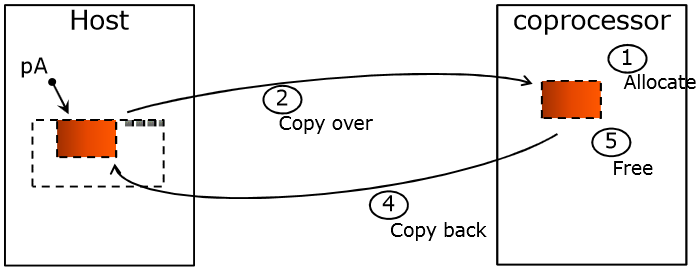 Host
coprocessor
pA
1
Allocate
2
Copy over
5
Free
4
Copy back